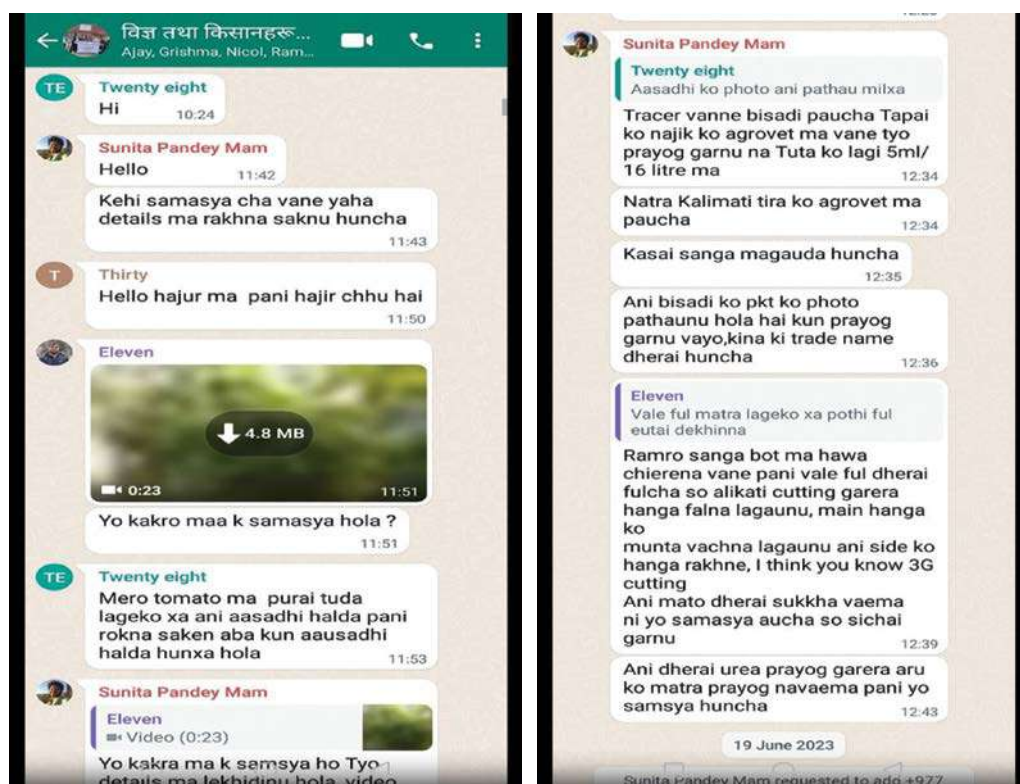 विज्ञ तथा किसानहरू...
Ajay, Grishma, Nicol, Ram...
TE
Twenty eight
Hi
10:24
Sunita Pandey Mam
Hello
11:42
Kehi samasya cha vane yaha
details ma rakhna saknu huncha
11:43
T
Thirty
Hello hajur ma pani hajir chhu hai
11:50
Eleven
4.8 MB
0:23
11:51
Yo kakro maa k samasya hola ?
11:51
TE
Twenty eight
Mero tomato ma purai tuda
lageko xa ani aasadhi halda pani
rokna saken aba kun aausadhi
halda hunxa hola
11:53
Sunita Pandey Mam
Eleven
Video (0:23)
Yo kakra ma k samsya ho Tyo
details ma lekhidinu hola video
Sunita Pandey Mam
Twenty eight
Aasadhi ko photo ani pathau milxa
Tracer vanne bisadi paucha Tapai
ko najik ko agrovet ma vane tyo
prayog garnu na Tuta ko lagi 5ml/
16 litre ma
12:34
Natra Kalimati tira ko agrovet ma
paucha
12:34
Kasai sanga magauda huncha
12:35
Ani bisadi ko pkt ko photo
pathaunu hola hai kun prayog
garnu vayo,kina ki trade name
dherai huncha
12:36
Eleven
Vale ful matra lageko xa pothi ful
eutai dekhinna
Ramro sanga bot ma hawa
chierena vane pani vale ful dherai
fulcha so alikati cutting garera
hanga falna lagaunu, main hanga
ko
munta vachna lagaunu ani side ko
hanga rakhne, I think you know 3G
cutting
Ani mato dherai sukkha vaema
ni yo samasya aucha so sichai
garnu
12:39
Ani dherai urea prayog garera aru
ko matra prayog navaema pani yo
samsya huncha
12:43
19 June 2023
Sunita Pandey Mam requested to add +977